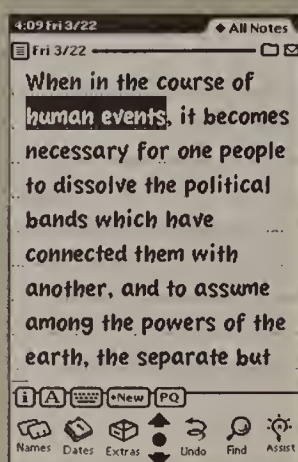 4:09 Fri 3/22 ◆ All Notes
Fri 3/22
When in the course of
human events, it becomes
necessary for one people
to dissolve the political
bands which have
connected them with
another, and to assume
among the powers of the
earth, the separate but
i A •New PQ
Names Dates Extras Undo Find Assist